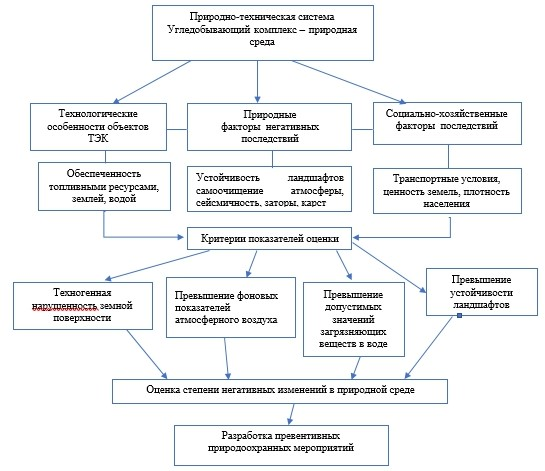 Природно-техническая система
Угледобывающий комплекс – природная
среда
Технологические
особенности объектов
ТЭК
Природные
факторы негативных
последствий
Социально-хозяйственные
факторы последствий
Обеспеченность
топливными ресурсами,
землей, водой
Устойчивость ландшафтов
самоочищение атмосферы,
сейсмичность, заторы, карст
Транспортные условия,
ценность земель, плотность
населения
Критерии показателей оценки
Техногенная
нарушенность земной
поверхности
Превышение фоновых
показателей
атмосферного воздуха
Превышение
допустимых
значений
загрязняющих
веществ в воде
Превышение
устойчивости
ландшафтов
Оценка степени негативных изменений в природной среде
Разработка превентивных
природоохранных мероприятий